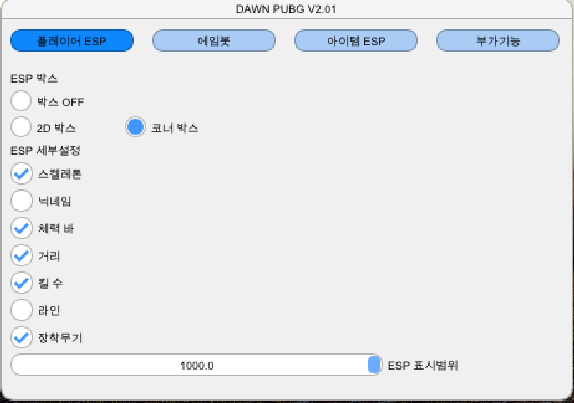 DAWN PUBG V2.01
플레이어 ESP 에임봇 아이템 ESP 부가기능
ESP 박스
박스 OFF
2D 박스 코너 박스
ESP 세부설정
스켈레톤
닉네임
체력 바
거리
킬 수
라인
장착무기
1000.0 ESP 표시범위